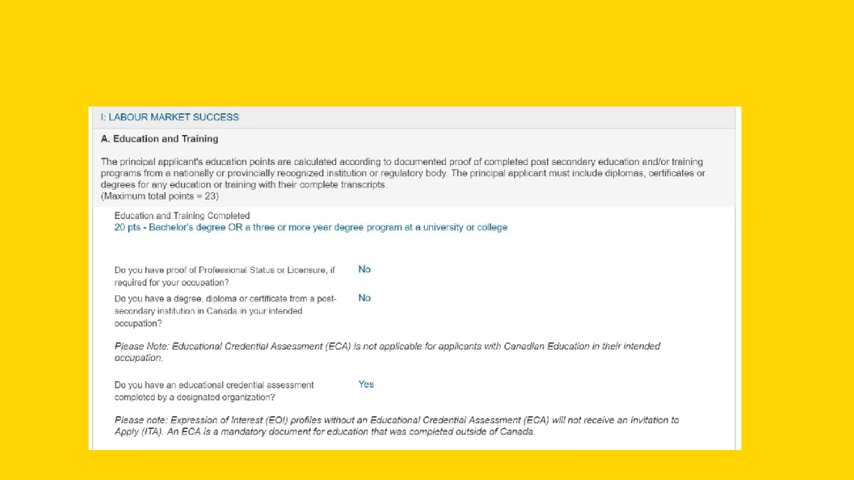 I: LABOUR MARKET SUCCESS
A. Education and Training
The principal applicant's education points are calculated according to documented proof of completed post secondary education and/or training
programs from a nationally or provincially recognized institution or regulatory body. The principal applicant must include diplomas, certificates or
degrees for any education or training with their complete transcripts.
(Maximum total points = 23)
Education and Training Completed
20 pts - Bachelor's degree OR a three or more year degree program at a university or college
Do you have proof of Professional Status or Licensure, if No
required for your occupation?
Do you have a degree, diploma or certificate from a post- No
secondary institution in Canada in your intended
occupation?
Please Note: Educational Credential Assessment (ECA) is not applicable for applicants with Canadian Education in their intended
occupation.
Do you have an educational credential assessment Yes
completed by a designated organization?
Please note: Expression of Interest (EOI) profiles without an Educational Credential Assessment (ECA) will not receive an Invitation to
Apply (ITA). An ECA is a mandatory document for education that was completed outside of Canada.